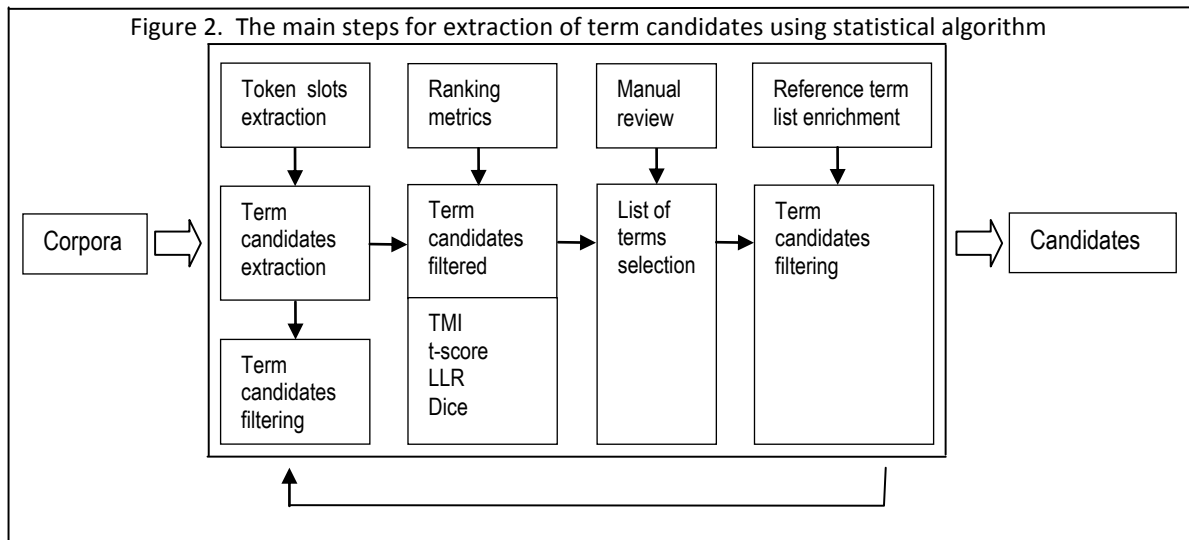 Figure 2. The main steps for extraction of term candidates using statistical algorithm
Token slots
extraction
Ranking
metrics
Manual
review
Reference term
list enrichment
Corpora
Term
candidates
extraction
Term
candidates
filtered
List of
terms
selection
Term
candidates
filtering
Candidates
Term
candidates
filtering
TMI
t-score
LLR
Dice